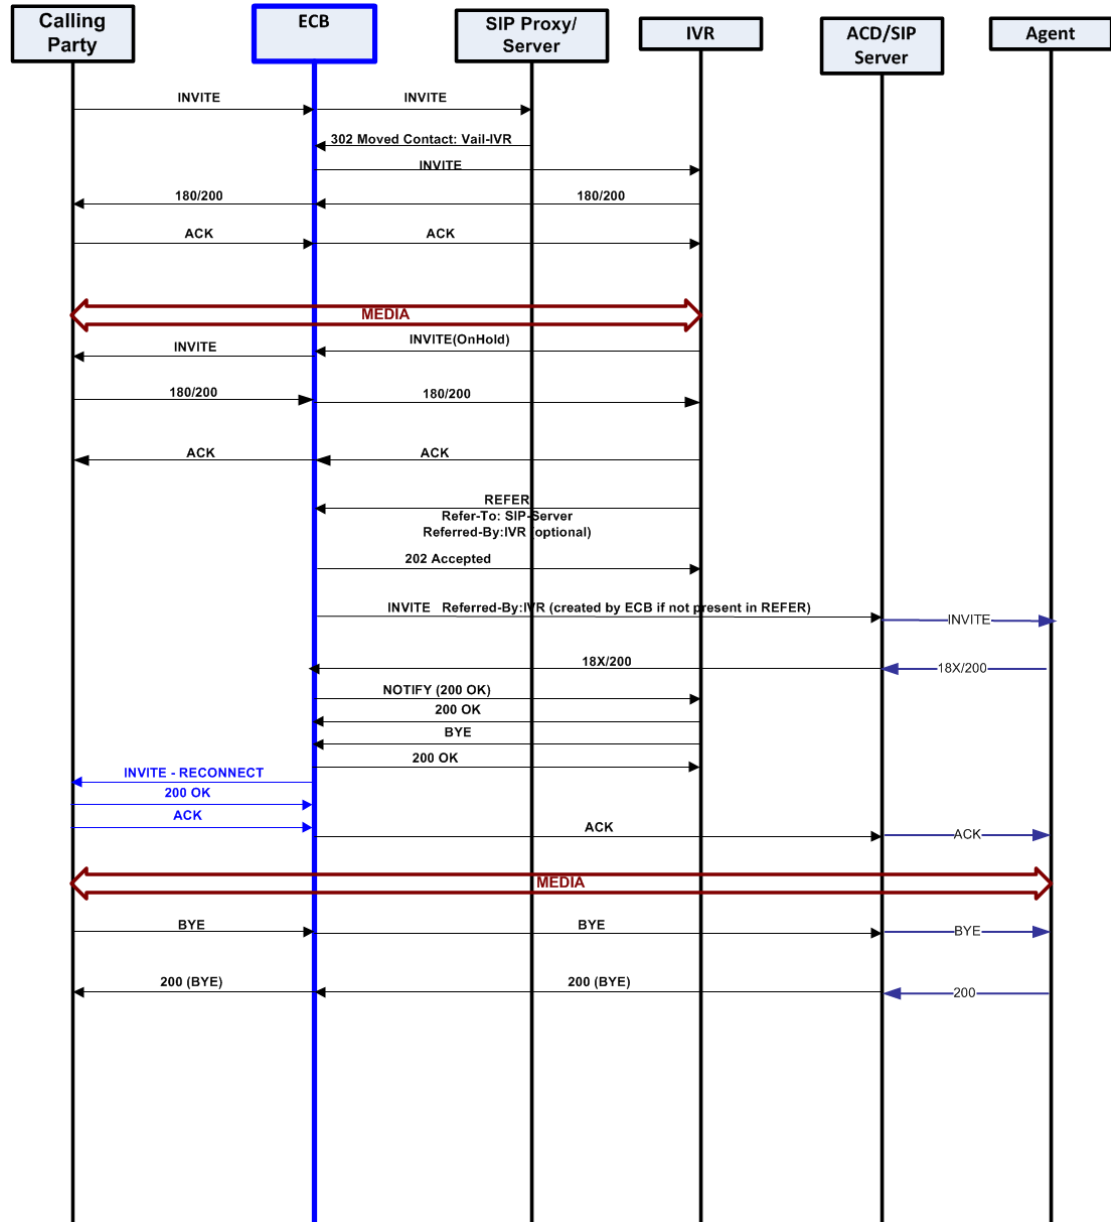 Calling
Party
ECB
SIP Proxy/
Server
IVR
ACD/SIP
Server
Agent
INVITE
INVITE
302 Moved Contact: Vail-IVR
INVITE
180/200
180/200
ACK
ACK
MEDIA
INVITE(OnHold)
INVITE
180/200
180/200
ACK
ACK
REFER
Refer-To: SIP-Server
Referred-By:IVR (optional)
202 Accepted
INVITE   Referred-By:IVR (created by ECB if not present in REFER)
INVITE
18X/200
18X/200
NOTIFY (200 OK)
200 OK
BYE
200 OK
INVITE - RECONNECT
200 OK
ACK
ACK
ACK
MEDIA
BYE
BYE
BYE
200 (BYE)
200 (BYE)
200